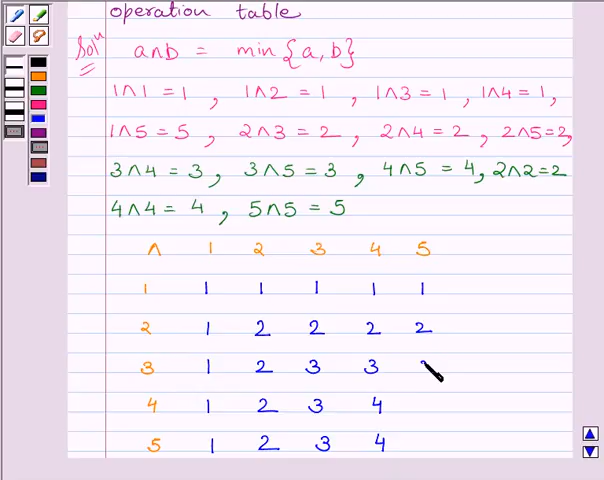 operation table
Solⁿ a∧b = min{a, b}
1∧1 = 1 , 1∧2 = 1 , 1∧3 = 1 , 1∧4 = 1 ,
1∧5 = 5 , 2∧3 = 2 , 2∧4 = 2 , 2∧5=2,
3∧4 = 3 , 3∧5 = 3 , 4∧5 = 4, 2∧2=2
4∧4 = 4 , 5∧5 = 5
∧ 1 2 3 4 5
1 1 1 1 1 1
2 1 2 2 2 2
3 1 2 3 3
4 1 2 3 4
5 1 2 3 4